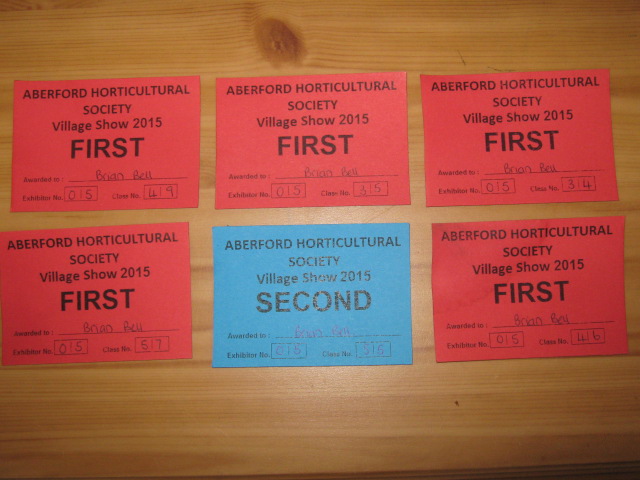 ABERFORD HORTICULTURAL
SOCIETY
Village Show 2015
FIRST
Awarded to : Brian Bell
Exhibitor No. 015 Class No. 49
ABERFORD HORTICULTURAL
SOCIETY
Village Show 2015
FIRST
Awarded to : Brian Bell
Exhibitor No. 015 Class No. 35
ABERFORD HORTICULTURAL
SOCIETY
Village Show 2015
FIRST
Awarded to : Brian Bell
Exhibitor No. 015 Class No. 34
ABERFORD HORTICULTURAL
SOCIETY
Village Show 2015
FIRST
Awarded to : Brian Bell
Exhibitor No. 015 Class No. 57
ABERFORD HORTICULTURAL
SOCIETY
Village Show 2015
SECOND
Awarded to : Brian Bell
Exhibitor No. 015 Class No.
ABERFORD HORTICULTURAL
SOCIETY
Village Show 2015
FIRST
Awarded to : Brian Bell
Exhibitor No. 015 Class No. 46